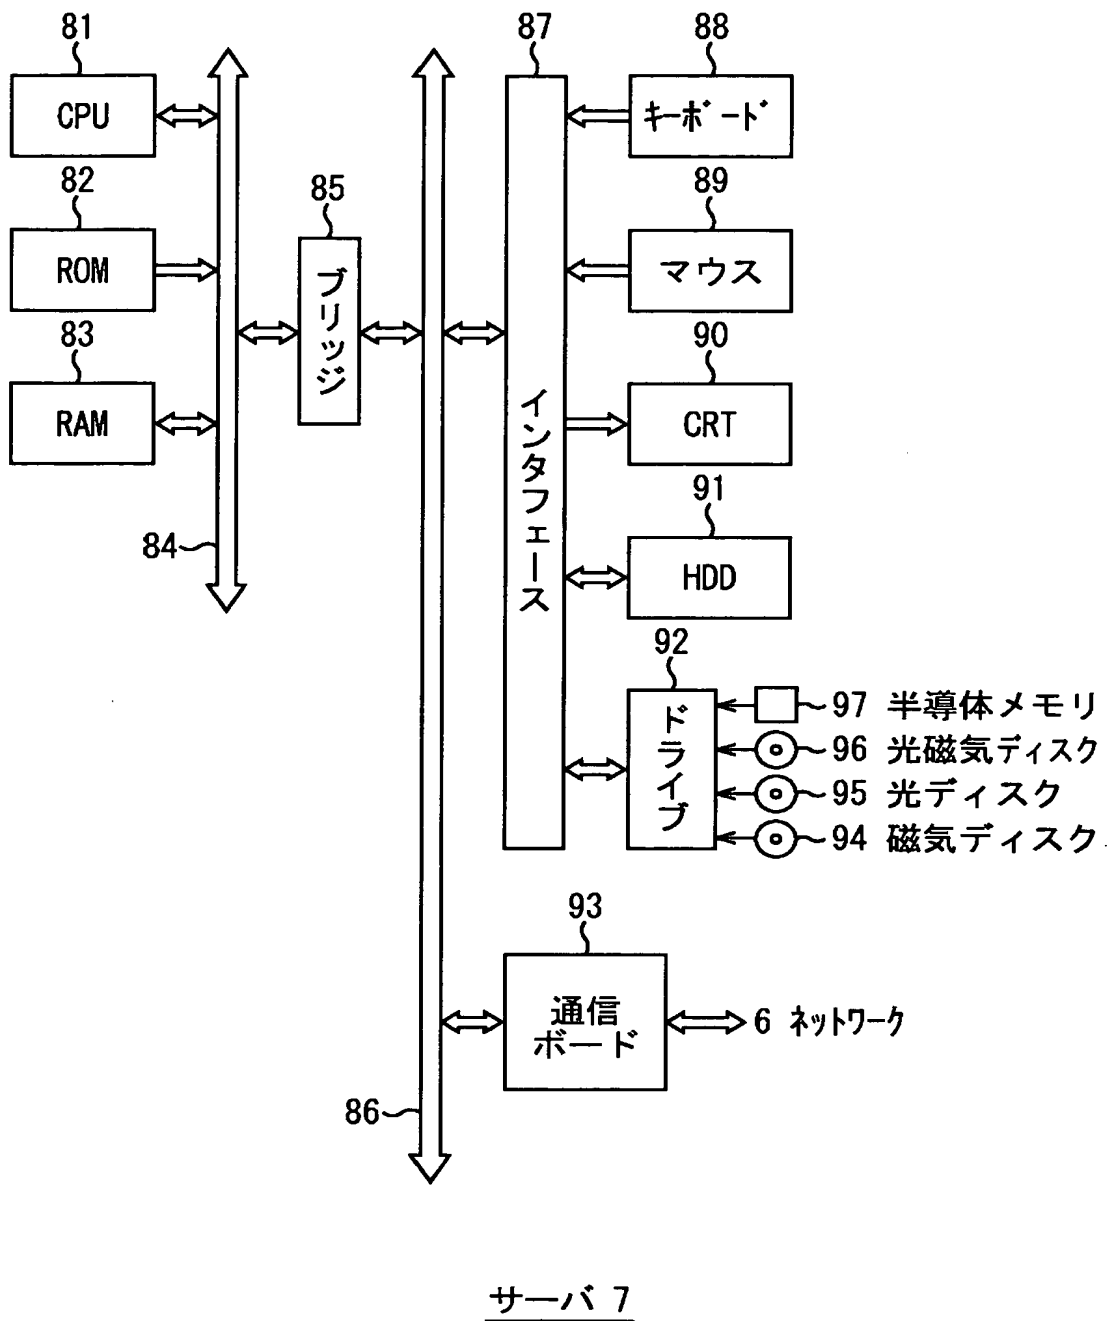 81
CPU
82
ROM
83
RAM
84
85
ブリッジ
86
87
インタフェース
88
キーボード
89
マウス
90
CRT
91
HDD
92
ドライブ
97 半導体メモリ
96 光磁気ディスク
95 光ディスク
94 磁気ディスク
93
通信
ボード
6 ネットワーク
サーバ 7